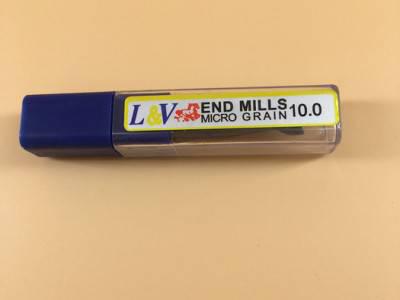 L&V END MILLS 10.0
MICRO GRAIN